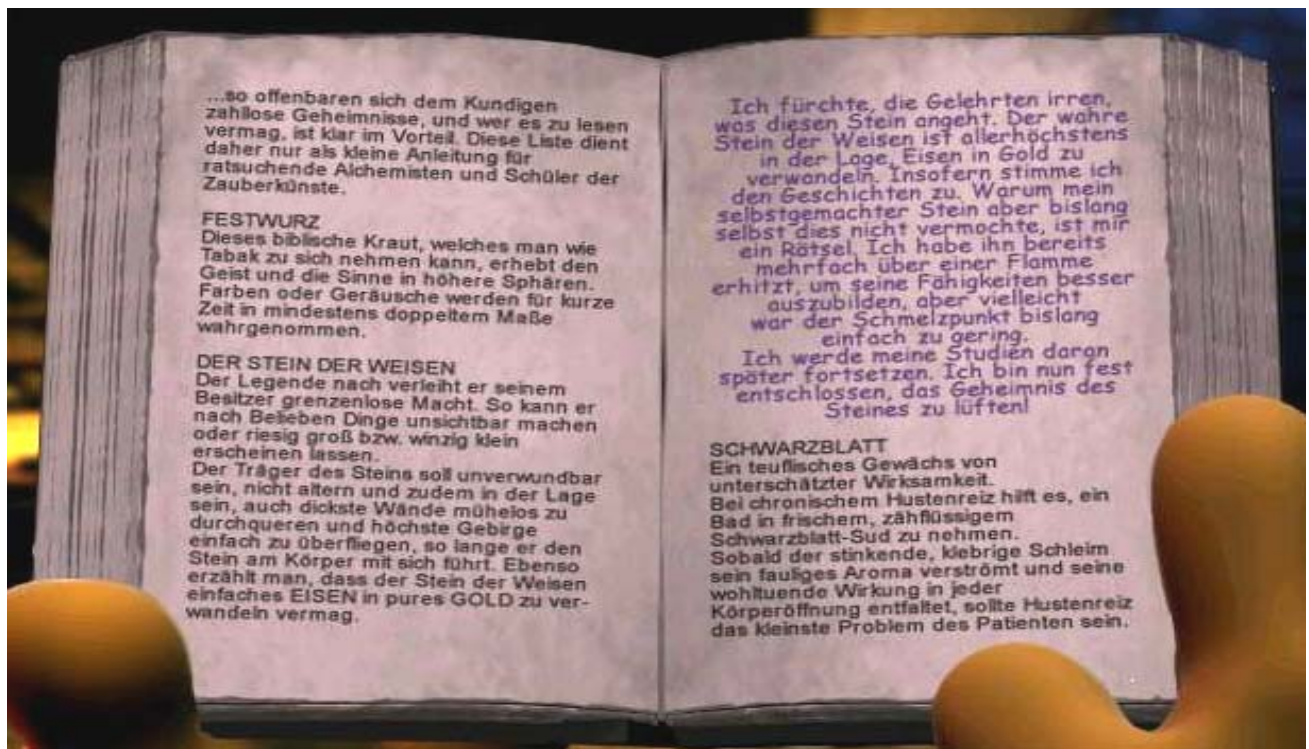 ...so offenbaren sich dem Kundigen
zahllose Geheimnisse, und wer es zu lesen
vermag, ist klar im Vorteil. Diese Liste dient
daher nur als kleine Anleitung für
ratsuchende Alchemisten und Schüler der
Zauberkünste.
FESTWURZ
Dieses biblische Kraut, welches man wie
Tabak zu sich nehmen kann, erhebt den
Geist und die Sinne in höhere Sphären.
Farben oder Geräusche werden für kurze
Zeit in mindestens doppeltem Maße
wahrgenommen.
DER STEIN DER WEISEN
Der Legende nach verleiht er seinem
Besitzer grenzenlose Macht. So kann er
nach Belieben Dinge unsichtbar machen
oder riesig groß bzw. winzig klein
erscheinen lassen.
Der Träger des Steins soll unverwundbar
sein, nicht altern und zudem in der Lage
sein, auch dickste Wände mühelos zu
durchqueren und höchste Gebirge
einfach zu überfliegen, so lange er den
Stein am Körper mit sich führt. Ebenso
erzählt man, dass der Stein der Weisen
einfaches EISEN in pures GOLD zu ver-
wandeln vermag.
Ich fürchte, die Gelehrten irren,
was diesen Stein angeht. Der wahre
Stein der Weisen ist allerhöchstens
in der Lage, Eisen in Gold zu
verwandeln. Insofern stimme ich
den Geschichten zu. Warum mein
selbstgemachter Stein aber bislang
selbst dies nicht vermochte, ist mir
ein Rätsel. Ich habe ihn bereits
mehrfach über einer Flamme
erhitzt, um seine Fähigkeiten besser
auszubilden, aber vielleicht
war der Schmelzpunkt bislang
einfach zu gering.
Ich werde meine Studien daran
später fortsetzen. Ich bin nun fest
entschlossen, das Geheimnis des
Steines zu lüften!
SCHWARZBLATT
Ein teuflisches Gewächs von
unterschätzter Wirksamkeit.
Bei chronischem Hustenreiz hilft es, ein
Bad in frischem, zähflüssigem
Schwarzblatt-Sud zu nehmen.
Sobald der stinkende, klebrige Schleim
sein fauliges Aroma verströmt und seine
wohltuende Wirkung in jeder
Körperöffnung entfaltet, sollte Hustenreiz
das kleinste Problem des Patienten sein.